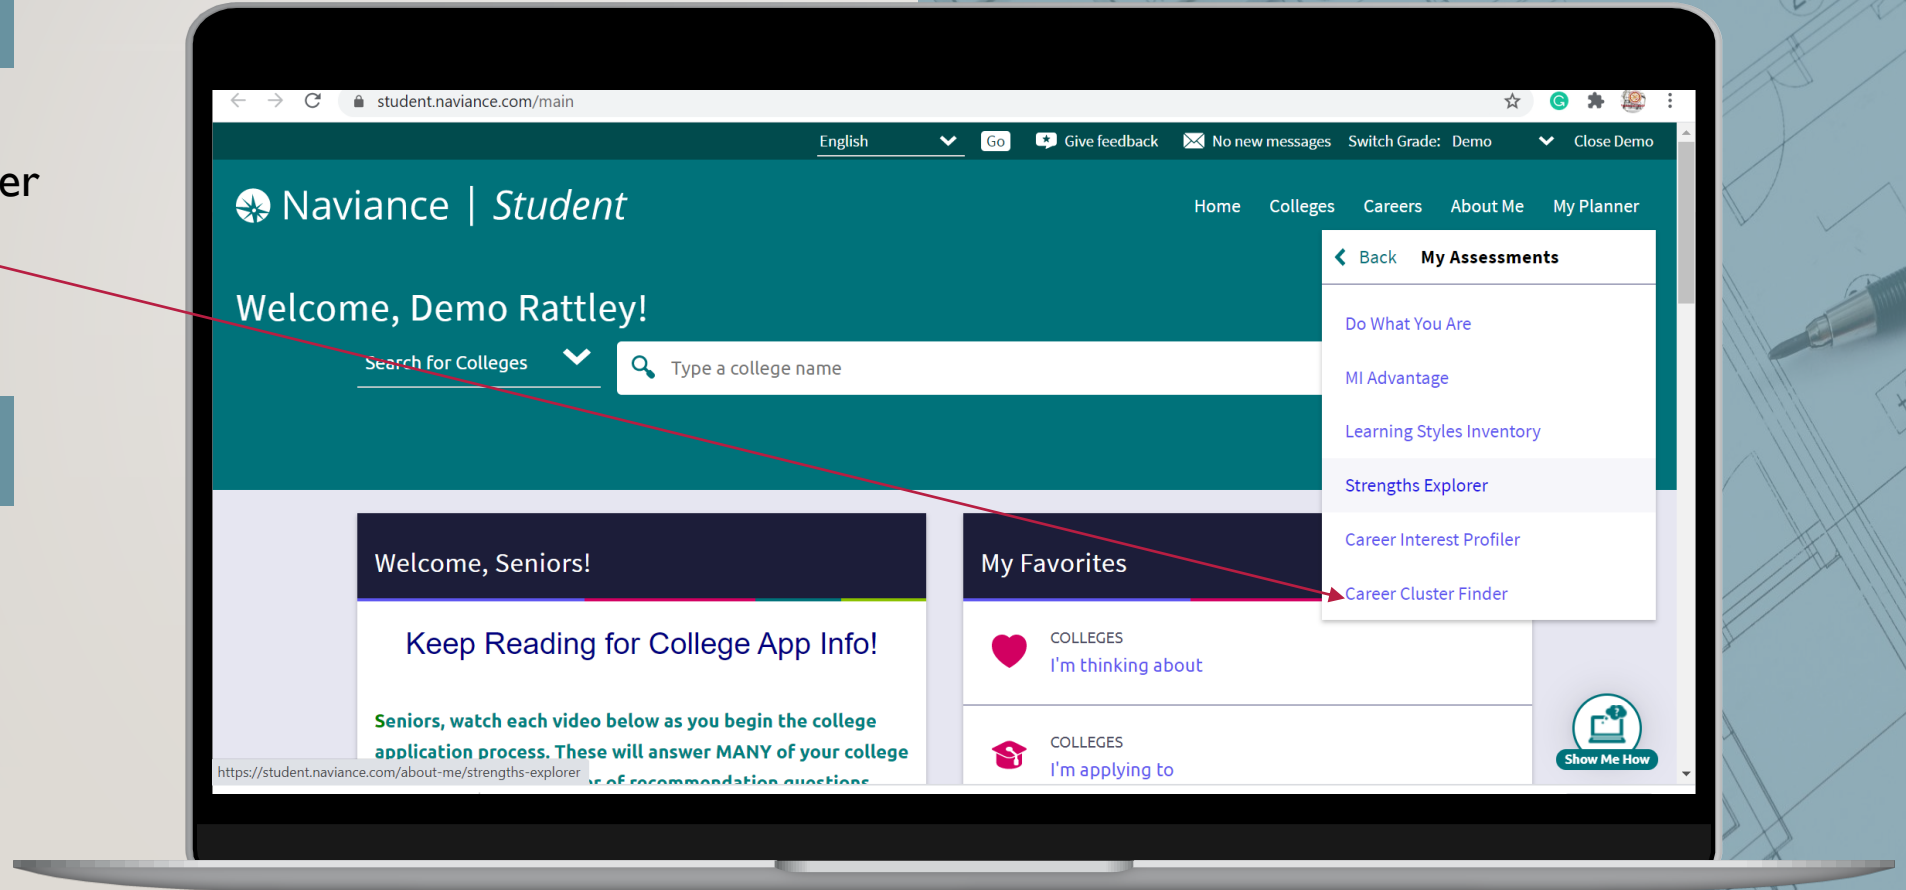 er
student.naviance.com/main
English Go Give feedback No new messages Switch Grade: Demo Close Demo
Naviance | Student
Home Colleges Careers About Me My Planner
Back My Assessments
Do What You Are
MI Advantage
Learning Styles Inventory
Strengths Explorer
Career Interest Profiler
Career Cluster Finder
Welcome, Demo Rattley!
Search for Colleges
Type a college name
Welcome, Seniors!
Keep Reading for College App Info!
Seniors, watch each video below as you begin the college
application process. These will answer MANY of your college
of recommendation questions
My Favorites
COLLEGES
I'm thinking about
COLLEGES
I'm applying to
Show Me How
https://student.naviance.com/about-me/strengths-explorer